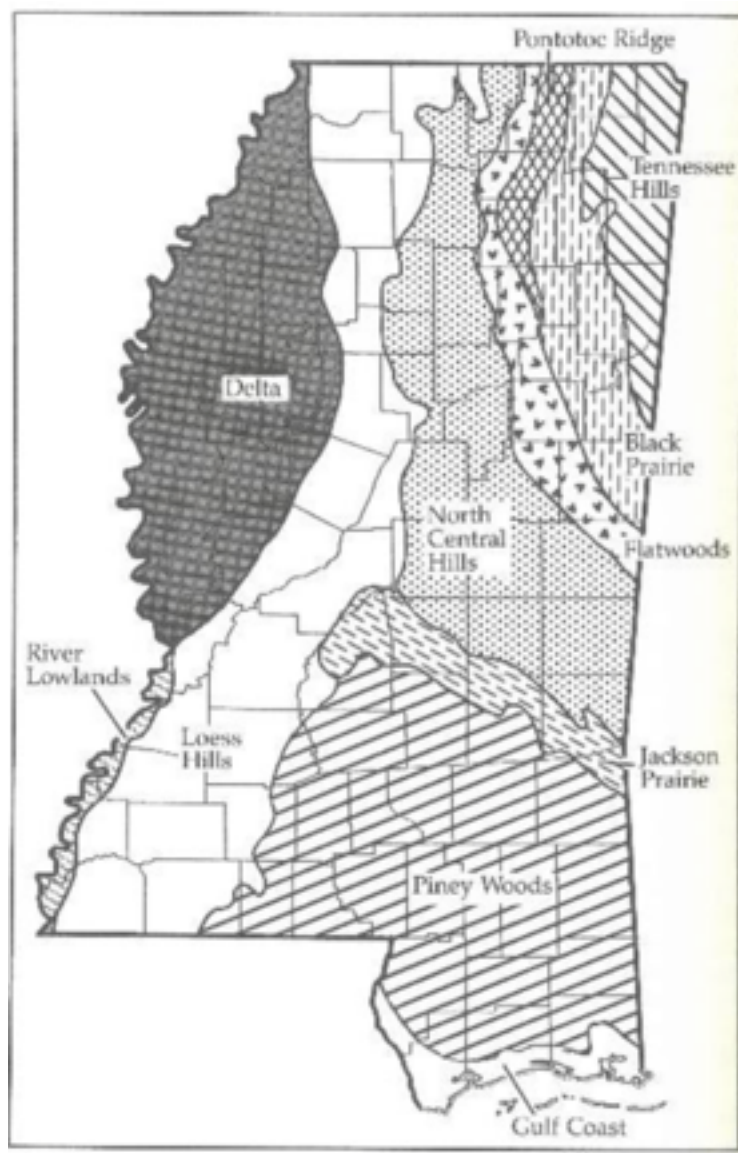 Pontotoc Ridge
Tennessee
Hills
Delta
Black
Prairie
North
Central
Hills
Flatwoods
River
Lowlands
Loess
Hills
Jackson
Prairie
Piney Woods
Gulf Coast